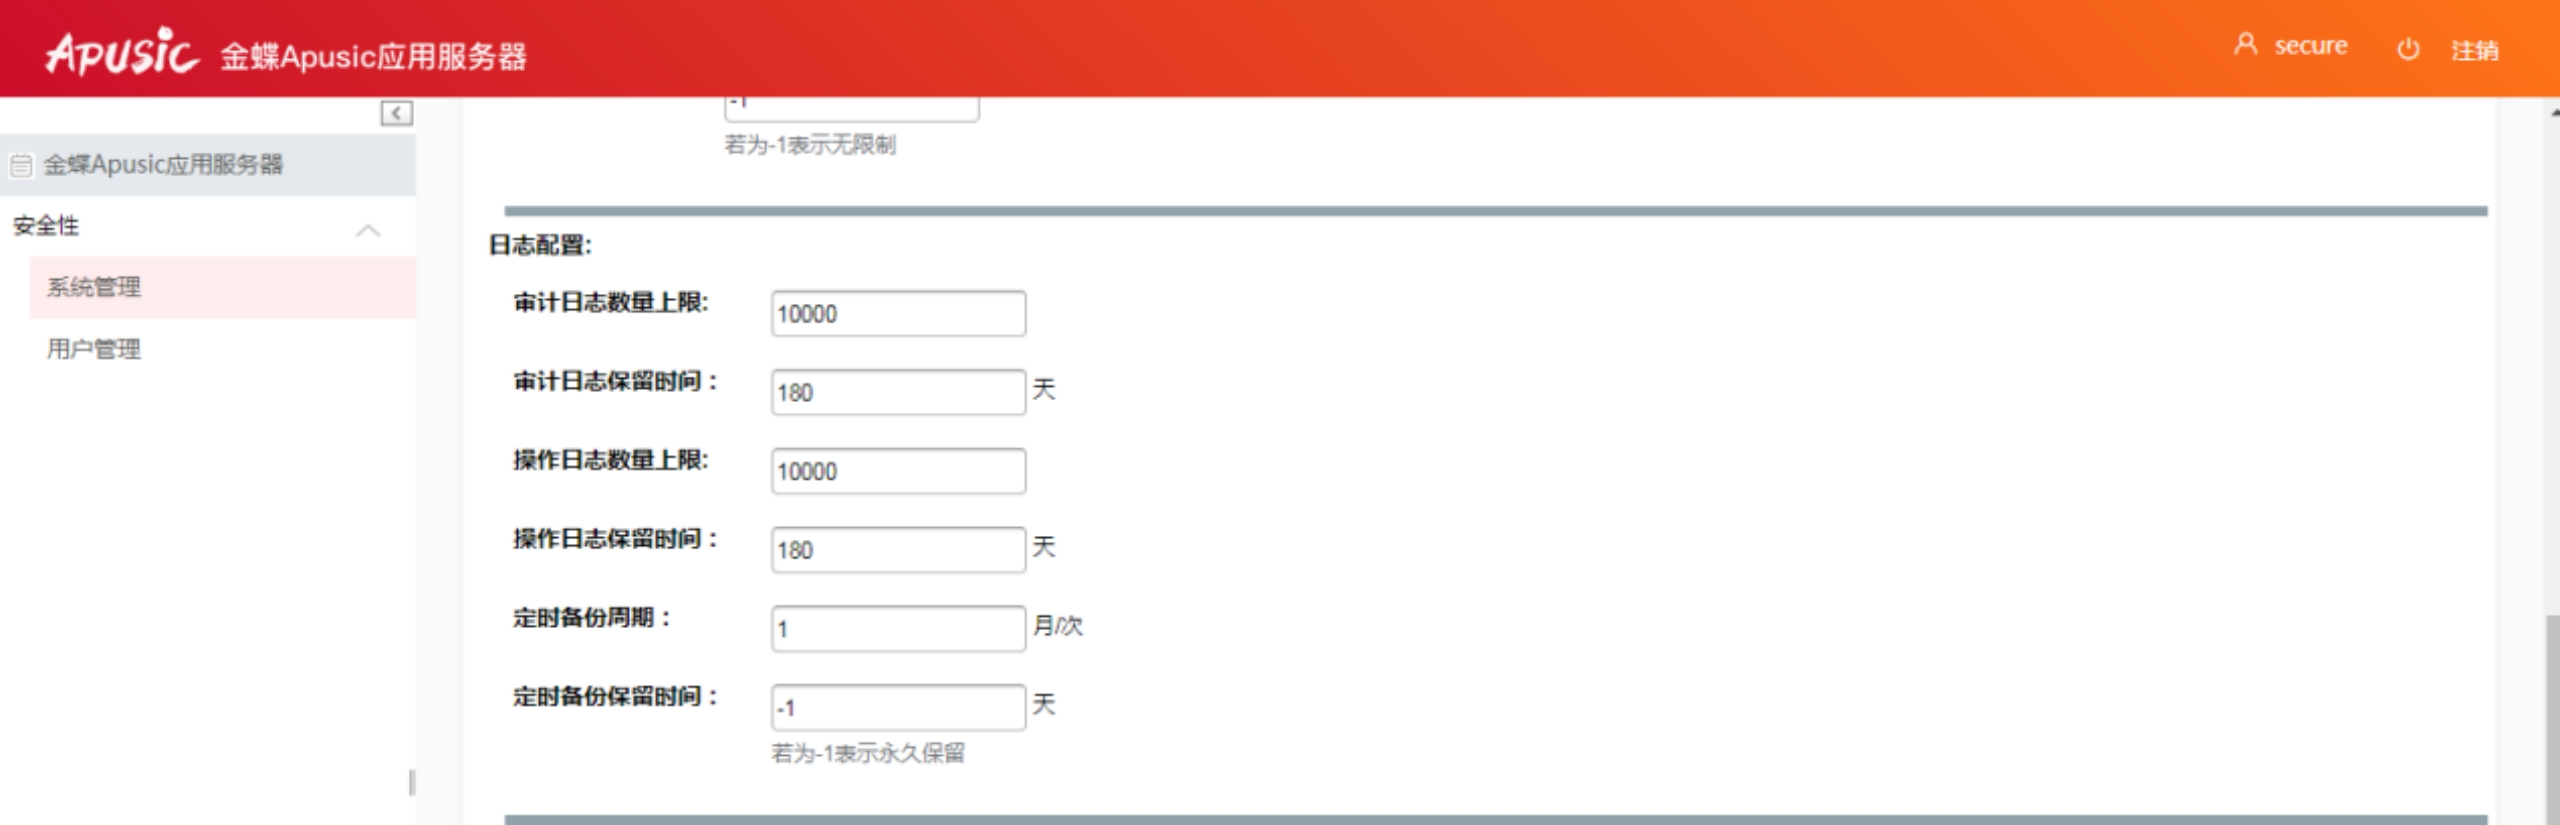 Apusic 金蝶Apusic应用服务器
secure 注销
-1
若为-1表示无限制
金蝶Apusic应用服务器
安全性
系统管理
用户管理
日志配置:
审计日志数量上限: 10000
审计日志保留时间： 180 天
操作日志数量上限: 10000
操作日志保留时间： 180 天
定时备份周期： 1 月/次
定时备份保留时间： -1 天
若为-1表示永久保留